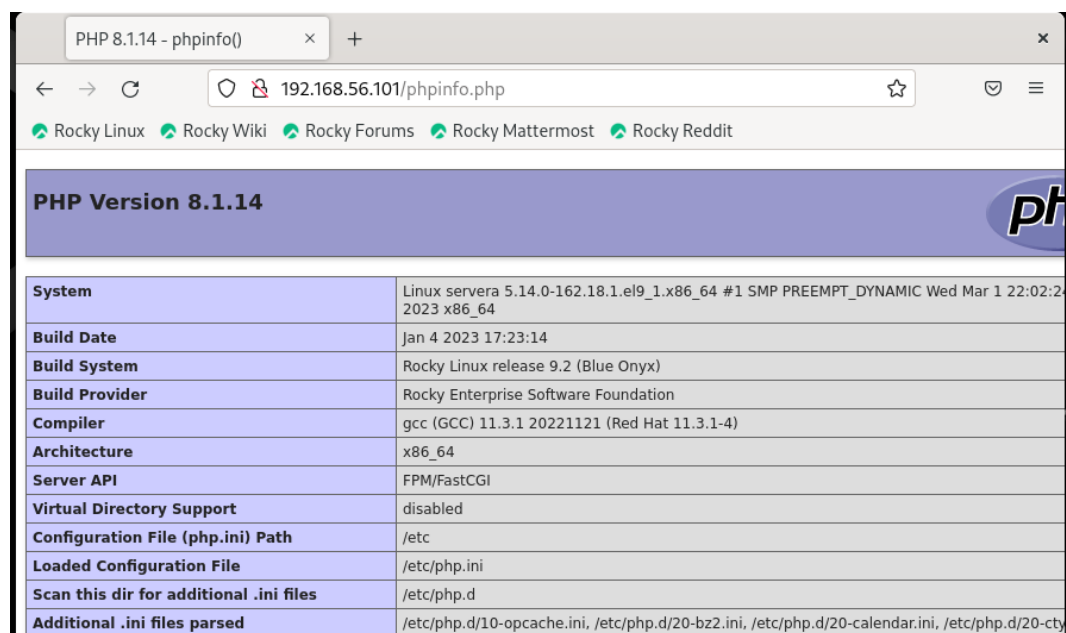 PHP 8.1.14 - phpinfo() × +
×
192.168.56.101/phpinfo.php
Rocky Linux Rocky Wiki Rocky Forums Rocky Mattermost Rocky Reddit
PHP Version 8.1.14
ph
System Linux servera 5.14.0-162.18.1.el9_1.x86_64 #1 SMP PREEMPT_DYNAMIC Wed Mar 1 22:02:24
2023 x86_64
Build Date Jan 4 2023 17:23:14
Build System Rocky Linux release 9.2 (Blue Onyx)
Build Provider Rocky Enterprise Software Foundation
Compiler gcc (GCC) 11.3.1 20221121 (Red Hat 11.3.1-4)
Architecture x86_64
Server API FPM/FastCGI
Virtual Directory Support disabled
Configuration File (php.ini) Path /etc
Loaded Configuration File /etc/php.ini
Scan this dir for additional .ini files /etc/php.d
Additional .ini files parsed /etc/php.d/10-opcache.ini, /etc/php.d/20-bz2.ini, /etc/php.d/20-calendar.ini, /etc/php.d/20-cty